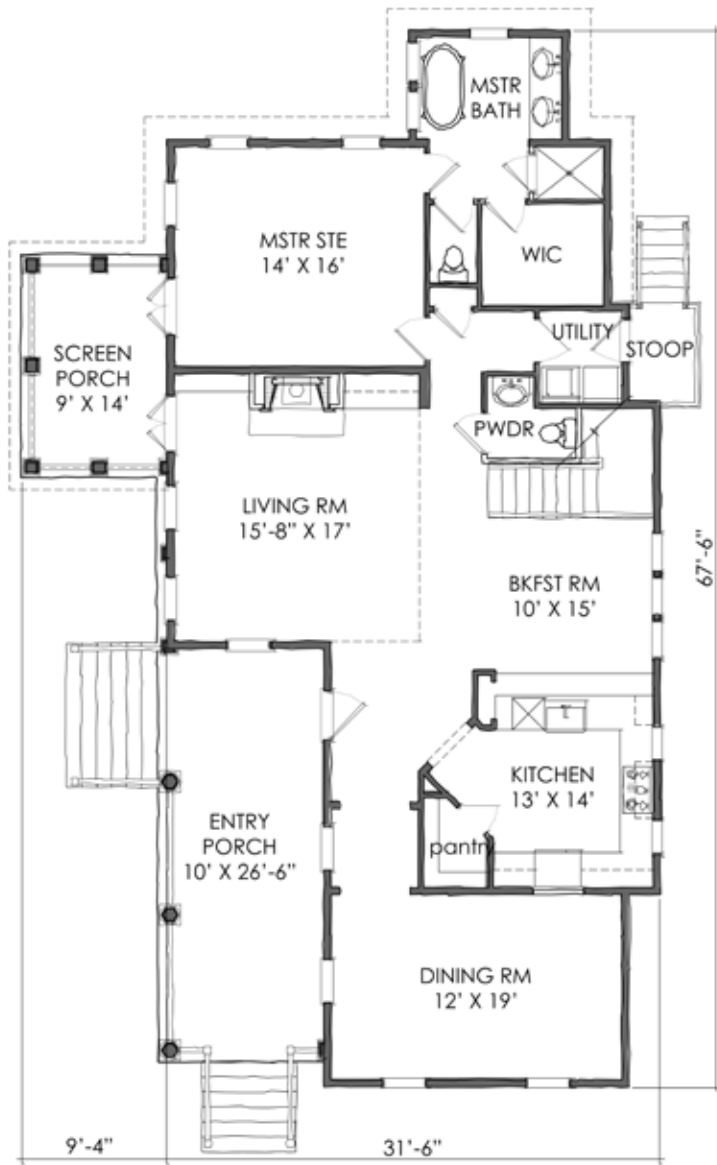 MSTR
BATH
MSTR STE
14' X 16'
WIC
UTILITY
STOOP
SCREEN
PORCH
9' X 14'
PWDR
LIVING RM
15'-8" X 17'
BKFST RM
10' X 15'
67'-6"
KITCHEN
13' X 14'
pantry
ENTRY
PORCH
10' X 26'-6"
DINING RM
12' X 19'
9'-4"
31'-6"